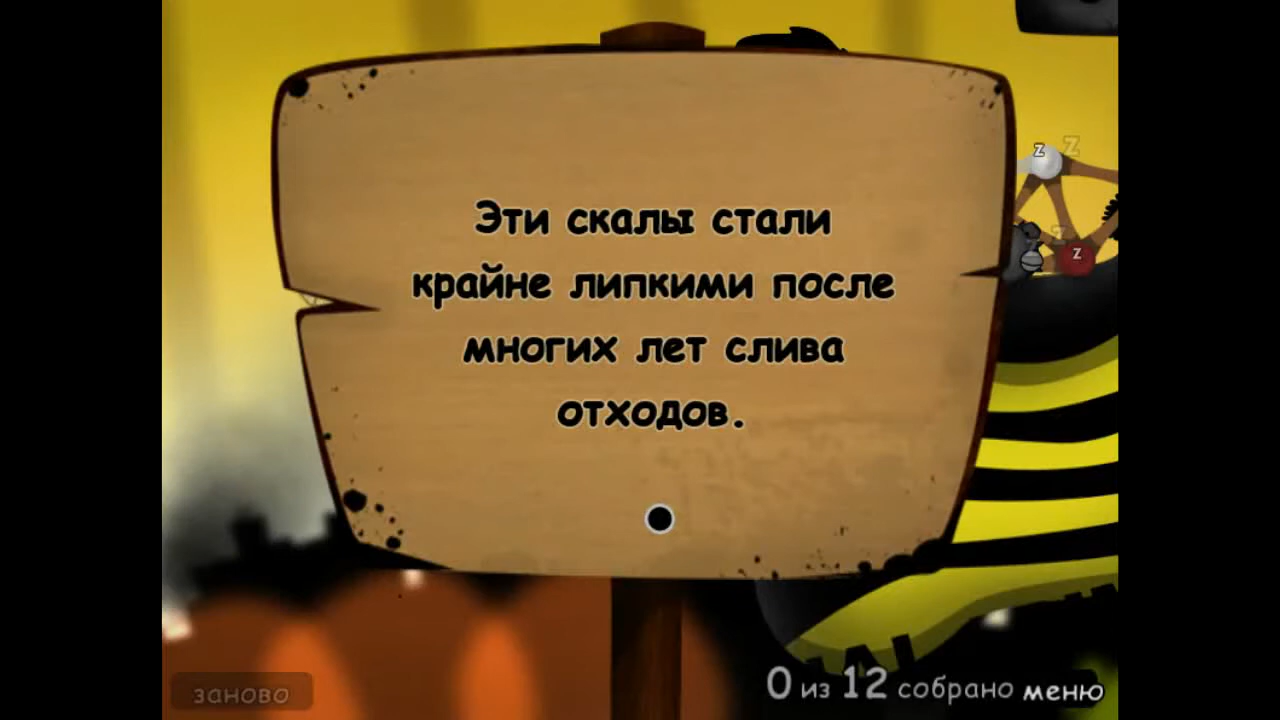 z z
Эти скалы стали
z
z
крайне липкими после
многих лет слива
отходов.
заново
0 из 12 собрано меню